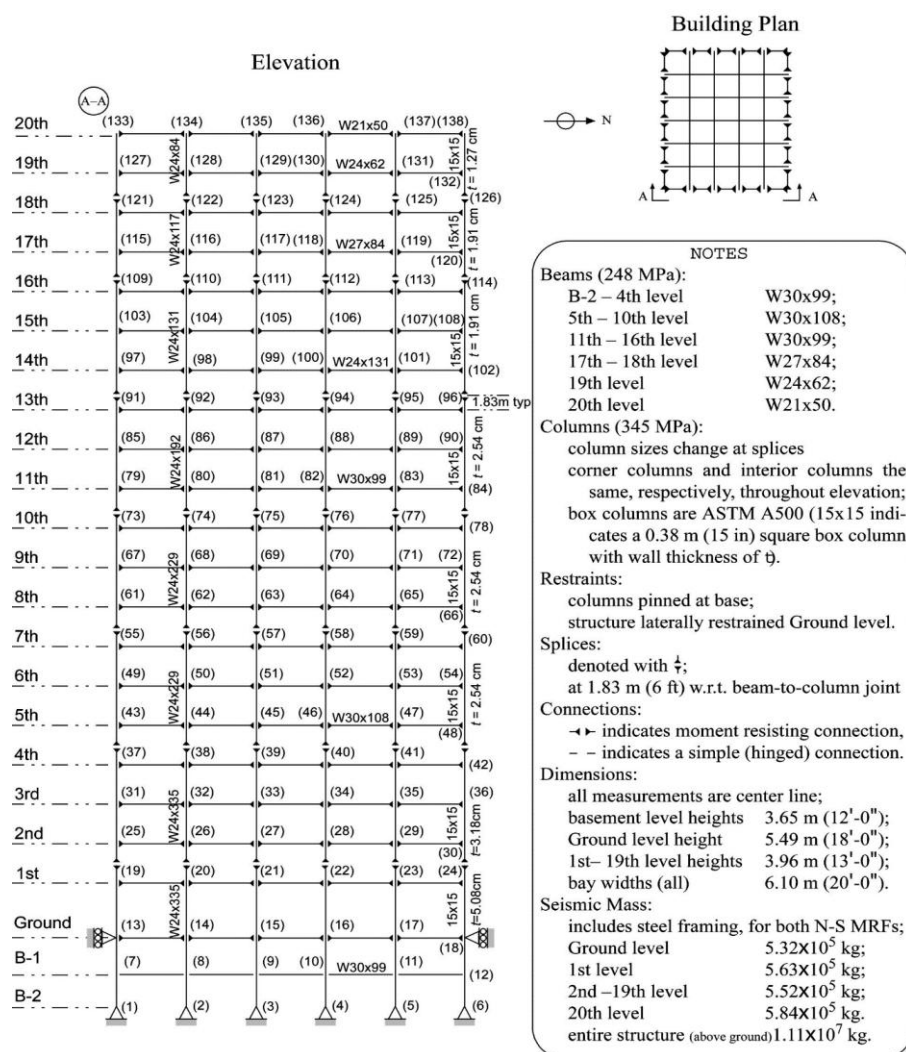 Building Plan
Elevation
N
A
A
A–A
20th
(133)
(134)
(135)
(136)
W21x50
(137)(138)
19th
(127)
W24x84
(128)
(129)(130)
W24x62
(131)
(132)
15x15
t = 1.27 cm
18th
(121)
(122)
(123)
(124)
(125)
(126)
17th
(115)
W24x117
(116)
(117)(118)
W27x84
(119)
(120)
15x15
t = 1.91 cm
16th
(109)
(110)
(111)
(112)
(113)
(114)
15th
(103)
W24x131
(104)
(105)
(106)
(107)(108)
15x15
t = 1.91 cm
14th
(97)
(98)
(99)
(100)
W24x131
(101)
(102)
13th
(91)
(92)
(93)
(94)
(95)
(96)
1.83m typ
12th
(85)
W24x192
(86)
(87)
(88)
(89)
(90)
15x15
t = 2.54 cm
11th
(79)
(80)
(81)
(82)
W30x99
(83)
(84)
10th
(73)
(74)
(75)
(76)
(77)
(78)
9th
(67)
W24x229
(68)
(69)
(70)
(71)
(72)
15x15
t = 2.54 cm
8th
(61)
(62)
(63)
(64)
(65)
(66)
7th
(55)
(56)
(57)
(58)
(59)
(60)
6th
(49)
W24x229
(50)
(51)
(52)
(53)
(54)
15x15
t = 2.54 cm
5th
(43)
(44)
(45)
(46)
W30x108
(47)
(48)
4th
(37)
(38)
(39)
(40)
(41)
(42)
3rd
(31)
W24x335
(32)
(33)
(34)
(35)
(36)
2nd
(25)
(26)
(27)
(28)
(29)
(30)
15x15
t=3.18cm
1st
(19)
(20)
(21)
(22)
(23)
(24)
W24x335
15x15
t=5.08cm
Ground
(13)
(14)
(15)
(16)
(17)
(18)
B-1
(7)
(8)
(9)
(10)
W30x99
(11)
(12)
B-2
(1)
(2)
(3)
(4)
(5)
(6)
NOTES
Beams (248 MPa):
B-2 – 4th level W30x99;
5th – 10th level W30x108;
11th – 16th level W30x99;
17th – 18th level W27x84;
19th level W24x62;
20th level W21x50.
Columns (345 MPa):
column sizes change at splices
corner columns and interior columns the
same, respectively, throughout elevation;
box columns are ASTM A500 (15x15 indi-
cates a 0.38 m (15 in) square box column
with wall thickness of t).
Restraints:
columns pinned at base;
structure laterally restrained Ground level.
Splices:
denoted with ;
at 1.83 m (6 ft) w.r.t. beam-to-column joint
Connections:
indicates moment resisting connection,
– – indicates a simple (hinged) connection.
Dimensions:
all measurements are center line;
basement level heights 3.65 m (12'-0");
Ground level height 5.49 m (18'-0");
1st– 19th level heights 3.96 m (13'-0");
bay widths (all) 6.10 m (20'-0").
Seismic Mass:
includes steel framing, for both N-S MRFs;
Ground level 5.32x10⁵ kg;
1st level 5.63x10⁵ kg;
2nd –19th level 5.52x10⁵ kg;
20th level 5.84x10⁵ kg.
entire structure (above ground) 1.11x10⁷ kg.